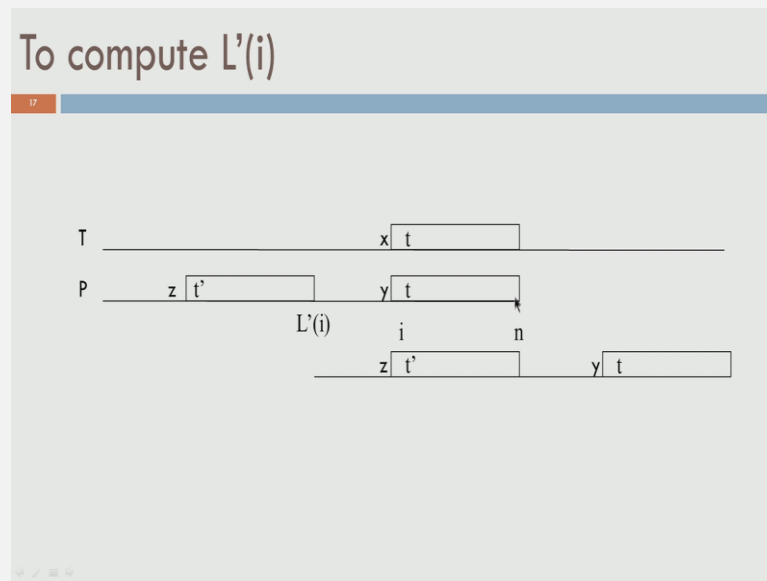 To compute L’(i)
17
T x t
P z t’ y t
L’(i) i n
z t’ y t